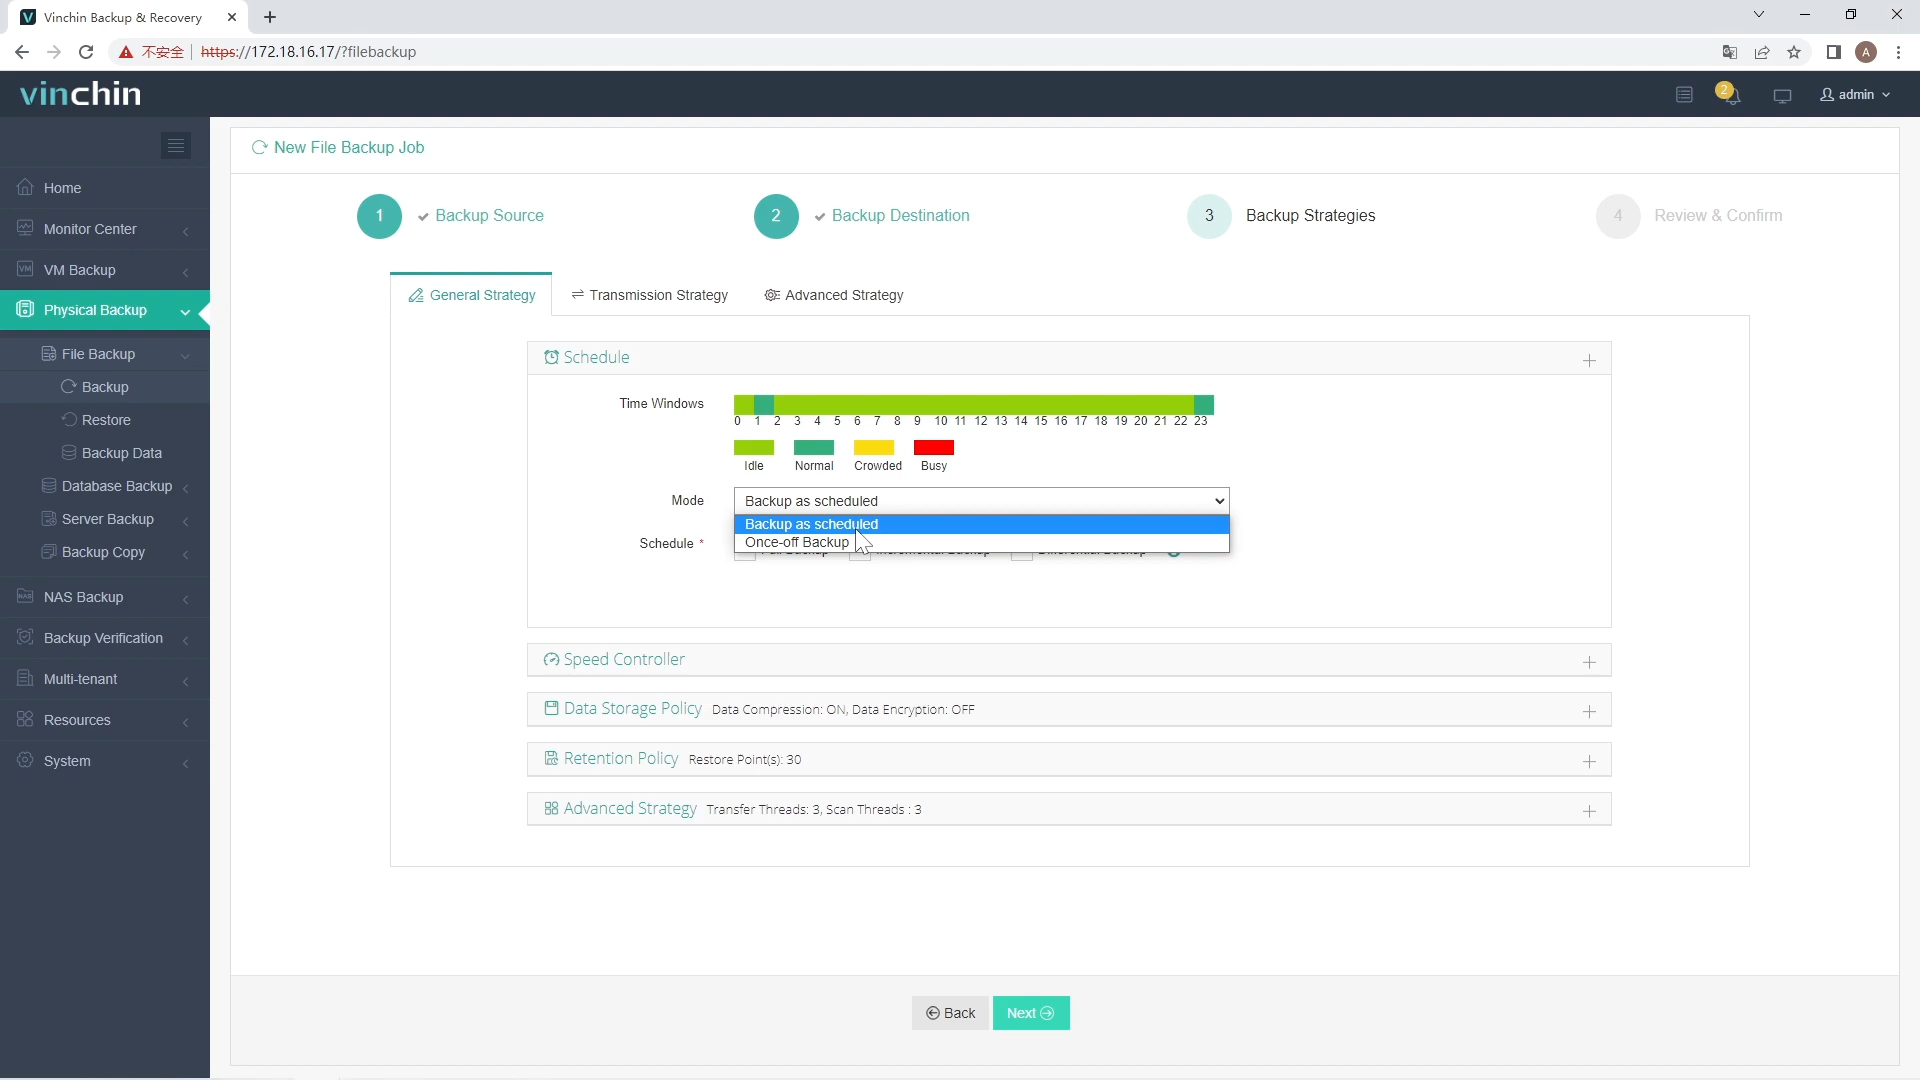 Vinchin Backup & Recovery
不安全 https://172.18.16.17/?filebackup
A
vinchin
2
admin
New File Backup Job
Home
Monitor Center
VM Backup
Physical Backup
File Backup
Backup
Restore
Backup Data
Database Backup
Server Backup
Backup Copy
NAS Backup
Backup Verification
Multi-tenant
Resources
System
1 Backup Source
2 Backup Destination
3 Backup Strategies
4 Review & Confirm
General Strategy
Transmission Strategy
Advanced Strategy
Schedule
Time Windows
0 1 2 3 4 5 6 7 8 9 10 11 12 13 14 15 16 17 18 19 20 21 22 23
Idle Normal Crowded Busy
Mode
Backup as scheduled
Backup as scheduled
Once-off Backup
Schedule *
Speed Controller
Data Storage Policy Data Compression: ON, Data Encryption: OFF
Retention Policy Restore Point(s): 30
Advanced Strategy Transfer Threads: 3, Scan Threads : 3
Back
Next